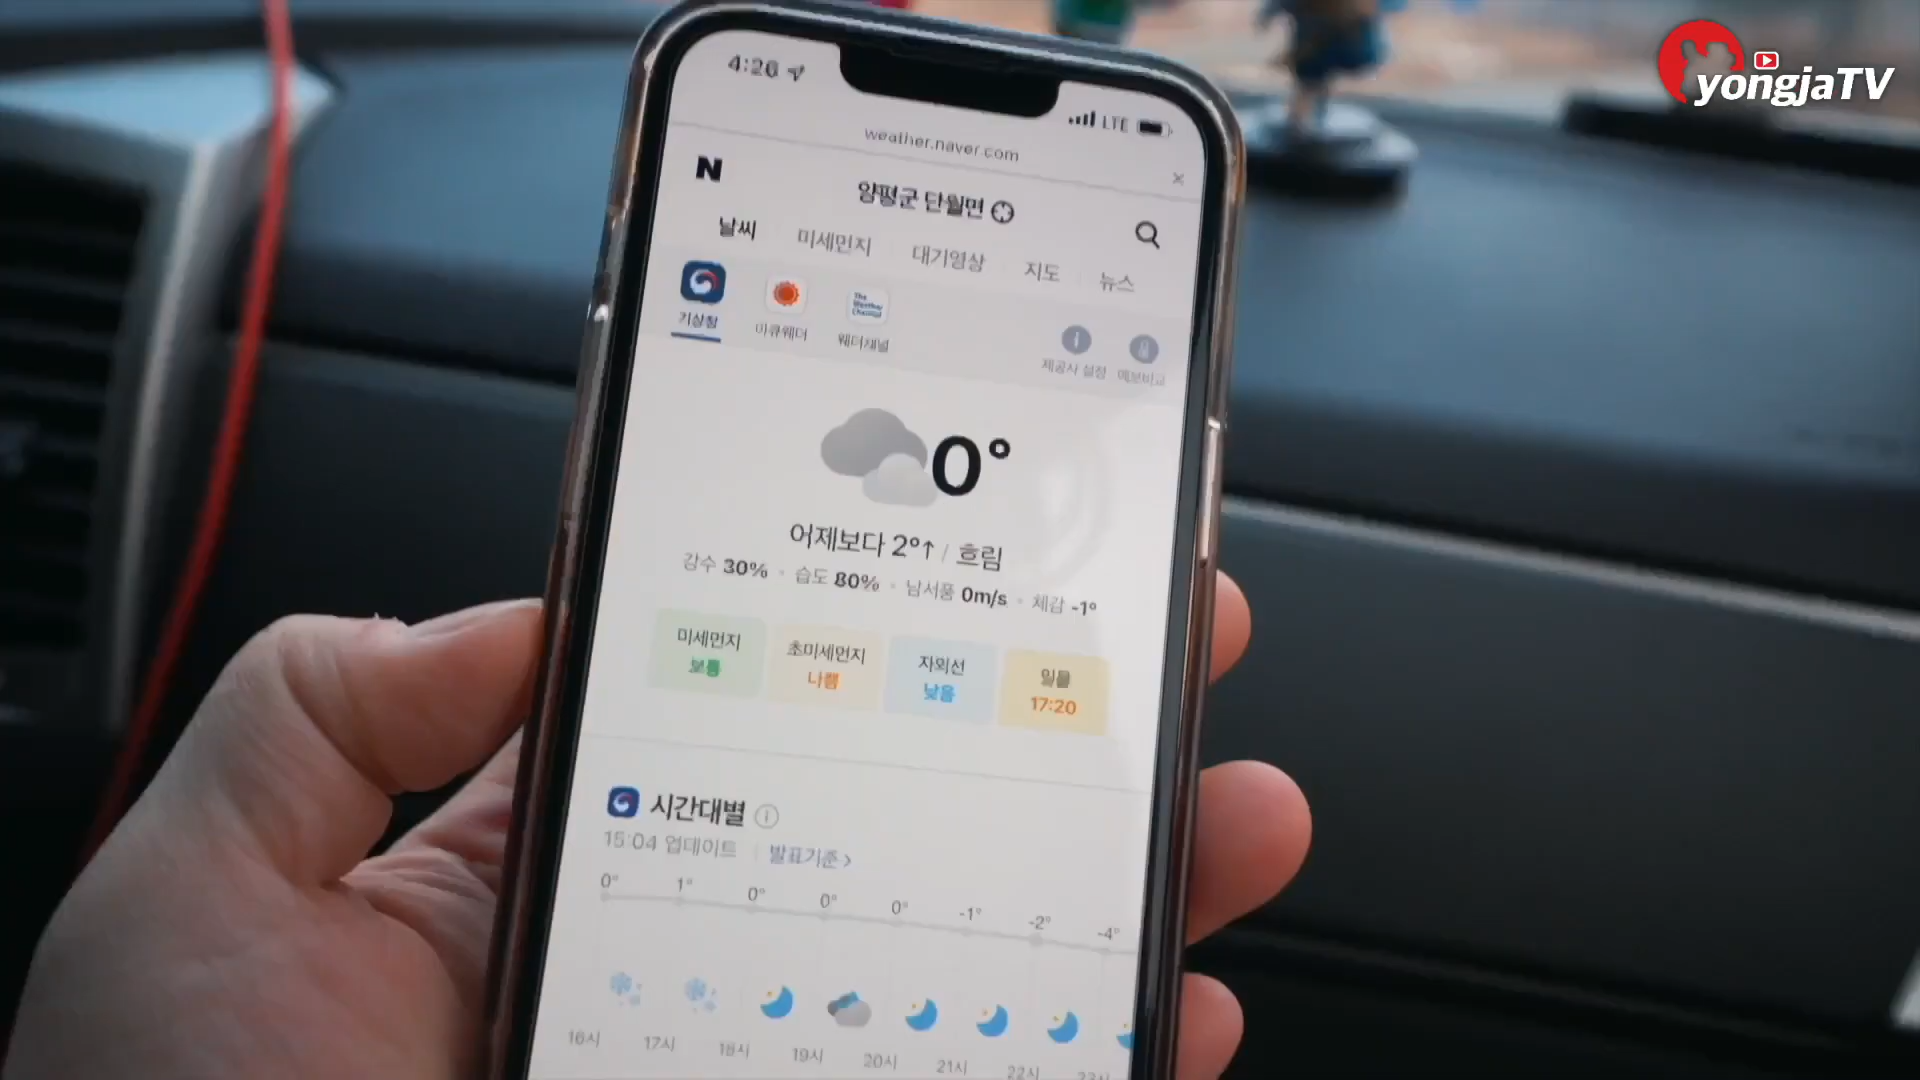 yongjaTV
4:26
LTE
weather.naver.com
N
양평군 단월면
날씨 미세먼지 대기영상 지도 뉴스
The Weather Channel
기상청 아큐웨더 웨더채널 제공사 설정 예보비교
0°
어제보다 2°↑ / 흐림
강수 30% · 습도 80% · 남서풍 0m/s · 체감 -1°
미세먼지 초미세먼지 자외선 일몰
보통 나쁨 낮음 17:20
시간대별
15:04 업데이트 발표기준 >
0° 1° 0° 0° 0° -1° -2° -4°
16시 17시 18시 19시 20시 21시 22시 23시